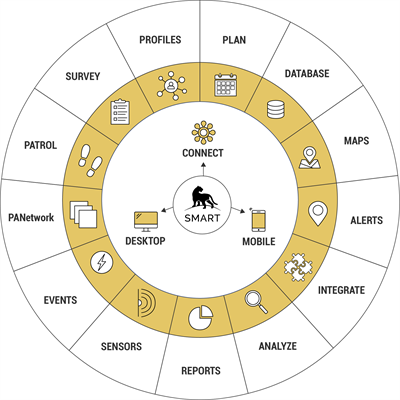 PROFILES
PLAN
DATABASE
MAPS
ALERTS
INTEGRATE
ANALYZE
REPORTS
SENSORS
EVENTS
PANetwork
PATROL
SURVEY
CONNECT
SMART
DESKTOP
MOBILE